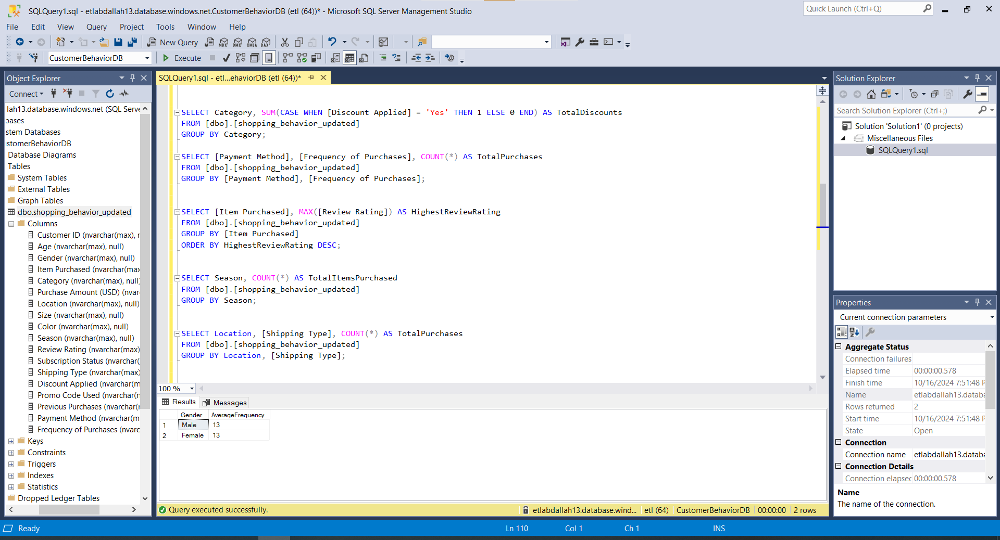 SQLQuery1.sql - etlabdallah13.database.windows.net.CustomerBehaviorDB (etl (64))* - Microsoft SQL Server Management Studio
Quick Launch (Ctrl+Q)
File Edit View Query Project Tools Window Help
New Query MDX DMX XMLA DAX
CustomerBehaviorDB Execute
Object Explorer
Connect
llah13.database.windows.net (SQL Serve
bases
stem Databases
ustomerBehaviorDB
Database Diagrams
Tables
System Tables
External Tables
Graph Tables
dbo.shopping_behavior_updated
Columns
Customer ID (nvarchar(max), n
Age (nvarchar(max), null)
Gender (nvarchar(max), null)
Item Purchased (nvarchar(max
Category (nvarchar(max), null)
Purchase Amount (USD) (nvar
Location (nvarchar(max), null)
Size (nvarchar(max), null)
Color (nvarchar(max), null)
Season (nvarchar(max), null)
Review Rating (nvarchar(max)
Subscription Status (nvarchar(
Shipping Type (nvarchar(max)
Discount Applied (nvarchar(m
Promo Code Used (nvarchar(n
Previous Purchases (nvarchar(n
Payment Method (nvarchar(m
Frequency of Purchases (nvarc
Keys
Constraints
Triggers
Indexes
Statistics
Dropped Ledger Tables
SQLQuery1.sql - etl...ehaviorDB (etl (64))*
SELECT Category, SUM(CASE WHEN [Discount Applied] = 'Yes' THEN 1 ELSE 0 END) AS TotalDiscounts
FROM [dbo].[shopping_behavior_updated]
GROUP BY Category;
SELECT [Payment Method], [Frequency of Purchases], COUNT(*) AS TotalPurchases
FROM [dbo].[shopping_behavior_updated]
GROUP BY [Payment Method], [Frequency of Purchases];
SELECT [Item Purchased], MAX([Review Rating]) AS HighestReviewRating
FROM [dbo].[shopping_behavior_updated]
GROUP BY [Item Purchased]
ORDER BY HighestReviewRating DESC;
SELECT Season, COUNT(*) AS TotalItemsPurchased
FROM [dbo].[shopping_behavior_updated]
GROUP BY Season;
SELECT Location, [Shipping Type], COUNT(*) AS TotalPurchases
FROM [dbo].[shopping_behavior_updated]
GROUP BY Location, [Shipping Type];
100 %
Results Messages
Gender AverageFrequency
1 Male 13
2 Female 13
Query executed successfully.
etlabdallah13.database.wind... etl (64) CustomerBehaviorDB 00:00:00 2 rows
Solution Explorer
Search Solution Explorer (Ctrl+;)
Solution 'Solution1' (0 projects)
Miscellaneous Files
SQLQuery1.sql
Properties
Current connection parameters
Aggregate Status
Connection failures
Elapsed time 00:00:00.578
Finish time 10/16/2024 7:51:48 P
Name etlabdallah13.databa
Rows returned 2
Start time 10/16/2024 7:51:48 P
State Open
Connection
Connection name etlabdallah13.databa
Connection Details
Connection elapsec 00:00:00.578
Name
The name of the connection.
Ready Ln 110 Col 1 Ch 1 INS